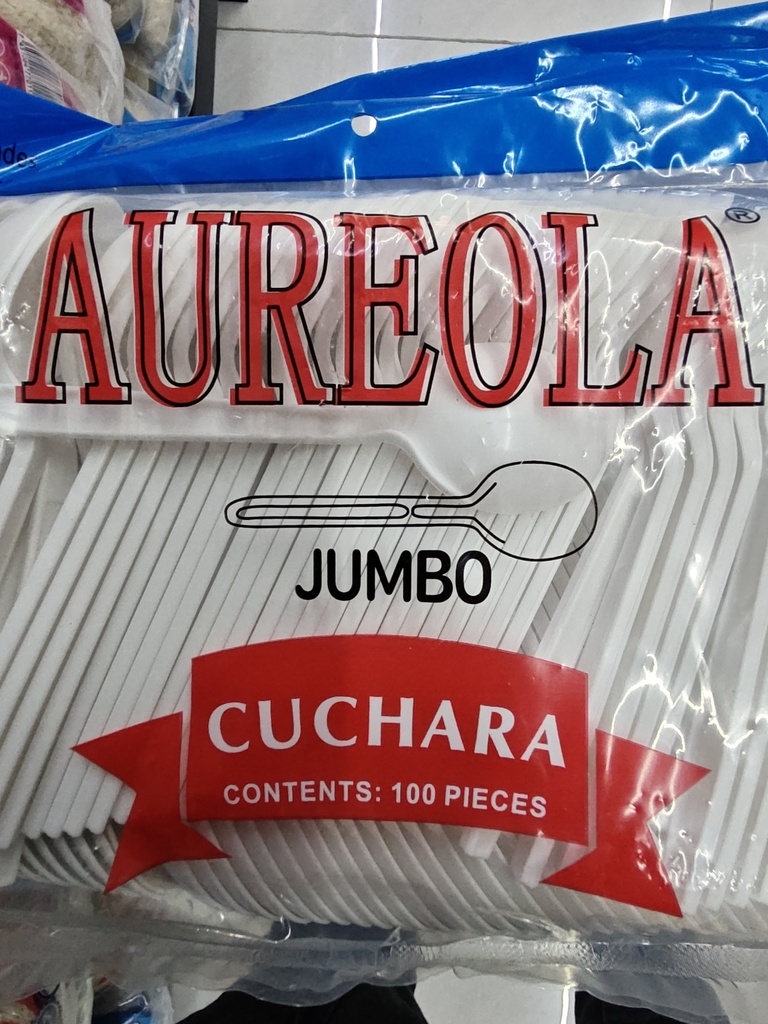 AUREOLA®
JUMBO
CUCHARA
CONTENTS: 100 PIECES